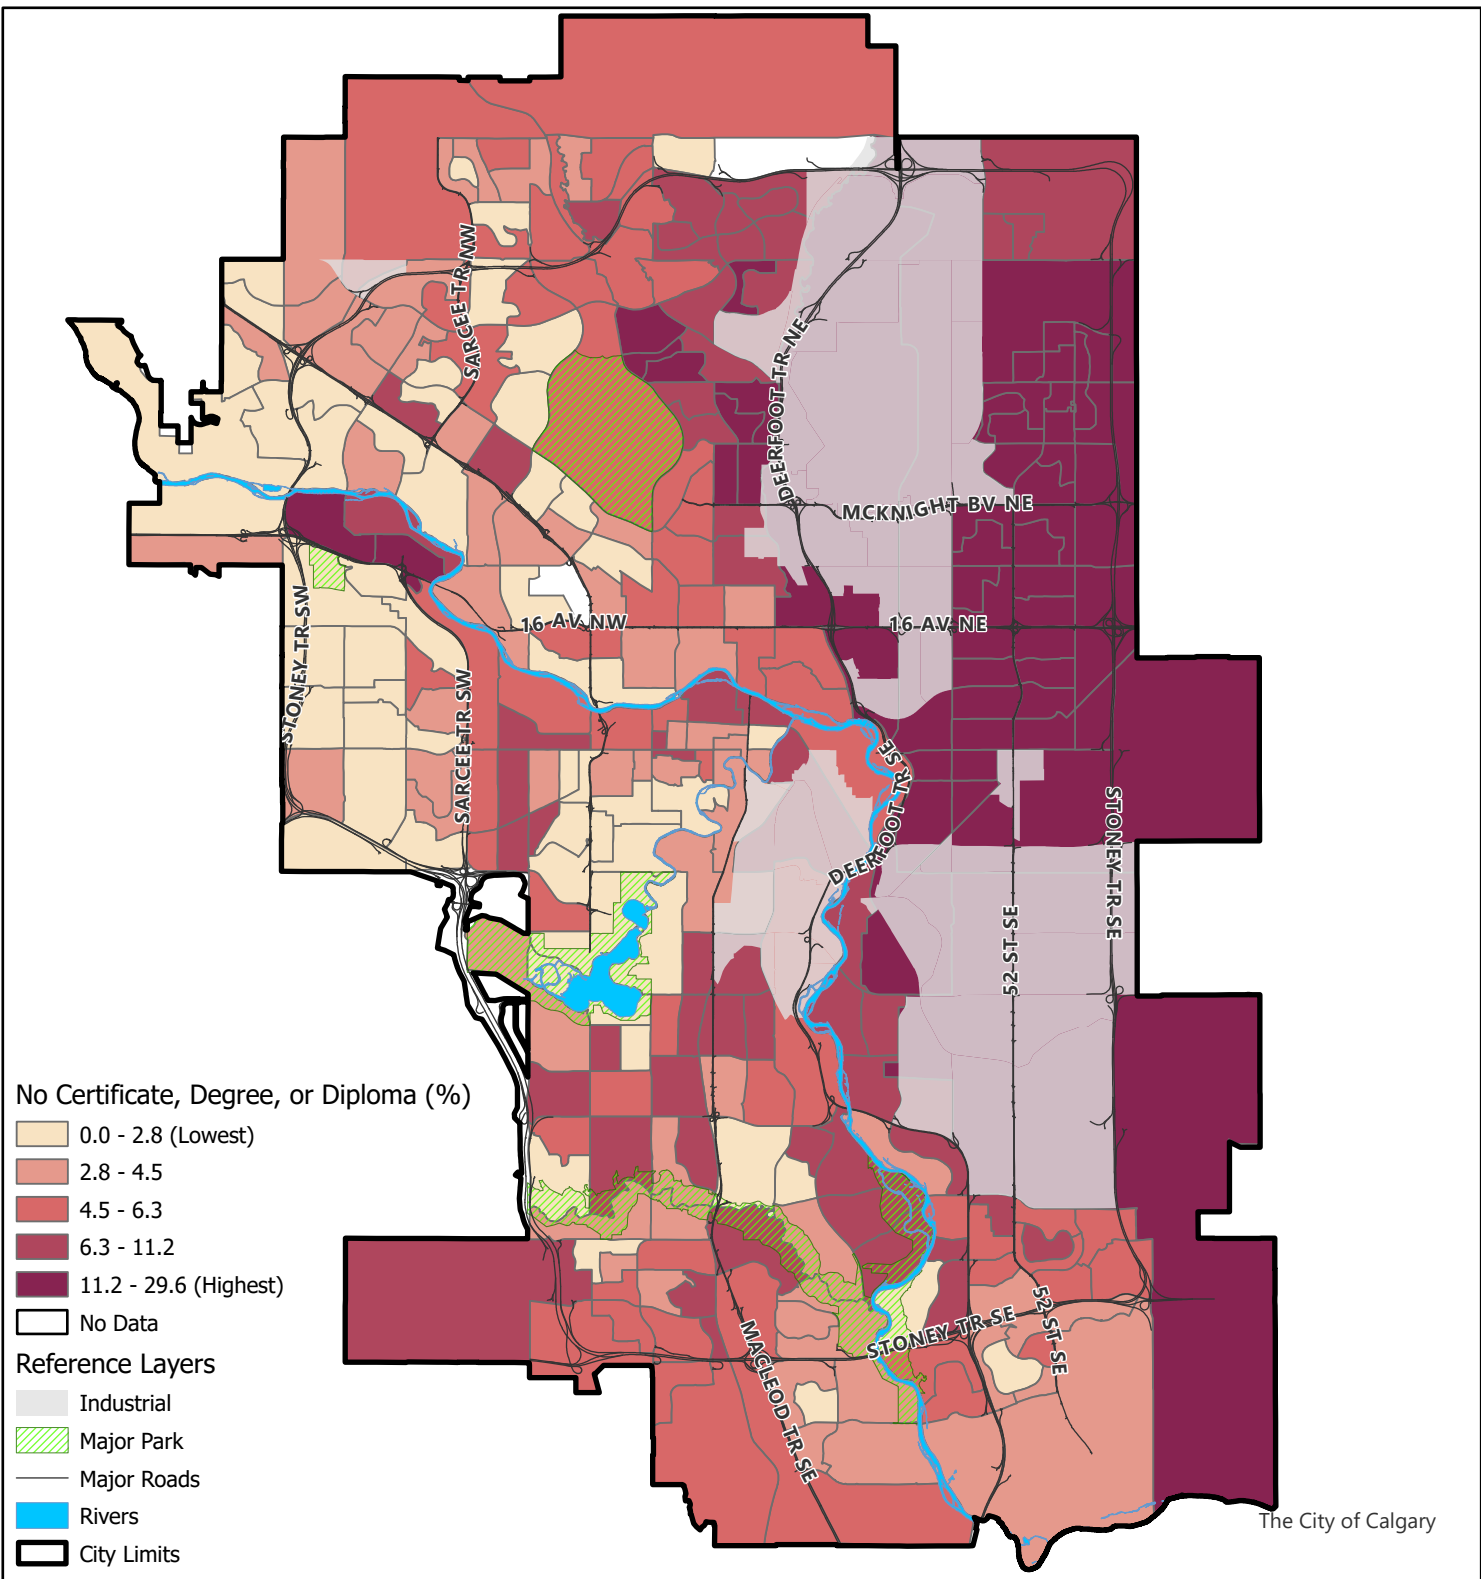 SARCEE TR NW
DEERFOOT TR NE
MCKNIGHT BV NE
16 AV NW
16 AV NE
STONEY TR SW
SARCEE TR SW
DEERFOOT TR SE
STONEY TR SE
52 ST SE
STONEY TR SE
52 ST SE
MACLEOD TR SE
No Certificate, Degree, or Diploma (%)
0.0 - 2.8 (Lowest)
2.8 - 4.5
4.5 - 6.3
6.3 - 11.2
11.2 - 29.6 (Highest)
No Data
Reference Layers
Industrial
Major Park
Major Roads
Rivers
City Limits
The City of Calgary